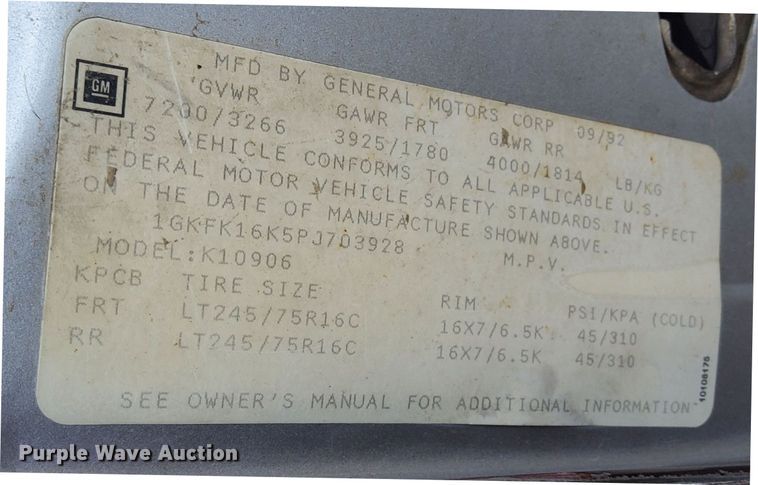 GM
MFD BY GENERAL MOTORS CORP 09/92
GVWR GAWR FRT GAWR RR
7200/3266 3925/1780 4000/1814 LB/KG
THIS VEHICLE CONFORMS TO ALL APPLICABLE U.S.
FEDERAL MOTOR VEHICLE SAFETY STANDARDS IN EFFECT
ON THE DATE OF MANUFACTURE SHOWN ABOVE.
1GKFK16K5PJ703928 M.P.V.
MODEL:K10906
KPCB TIRE SIZE RIM PSI/KPA (COLD)
FRT LT245/75R16C 16X7/6.5K 45/310
RR LT245/75R16C 16X7/6.5K 45/310
SEE OWNER'S MANUAL FOR ADDITIONAL INFORMATION
10108176
Purple Wave Auction